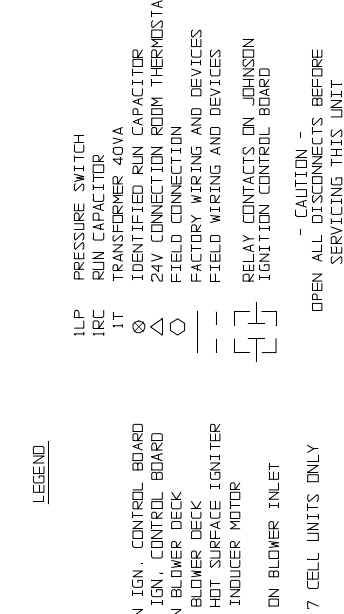 LEGEND
N IGN. CONTROL BOARD
IGN. CONTROL BOARD
N BLOWER DECK
BLOWER DECK
HOT SURFACE IGNITER
INDUCER MOTOR
ON BLOWER INLET
7 CELL UNITS ONLY
1LP PRESSURE SWITCH
1RC RUN CAPACITOR
1T TRANSFORMER 40VA
IDENTIFIED RUN CAPACITOR
24V CONNECTION ROOM THERMOSTA
FIELD CONNECTION
FACTORY WIRING AND DEVICES
FIELD WIRING AND DEVICES
RELAY CONTACTS ON JOHNSON
IGNITION CONTROL BOARD
- CAUTION -
OPEN ALL DISCONNECTS BEFORE
SERVICING THIS UNIT